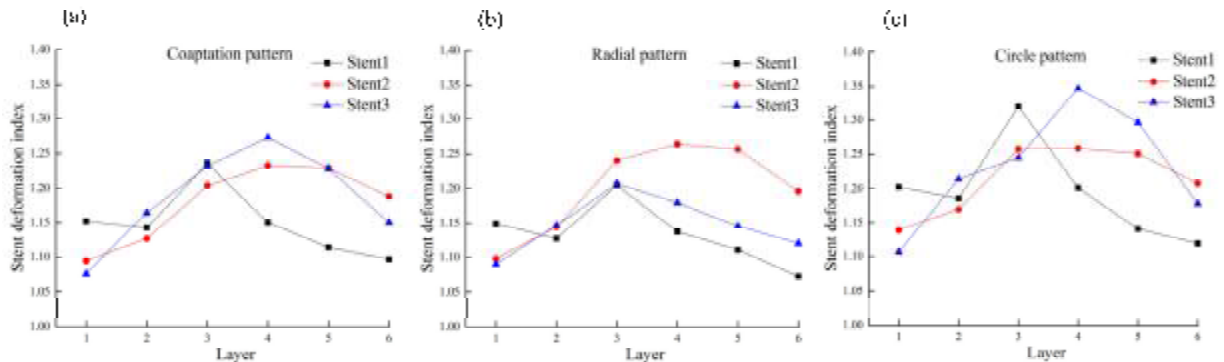 (a)
Coaptation pattern
Stent1
Stent2
Stent3
Stent deformation index
1.40
1.35
1.30
1.25
1.20
1.15
1.10
1.05
1.00
1 2 3 4 5 6
Layer
(b)
Radial pattern
Stent1
Stent2
Stent3
Stent deformation index
1.40
1.35
1.30
1.25
1.20
1.15
1.10
1.05
1.00
1 2 3 4 5 6
Layer
(c)
Circle pattern
Stent1
Stent2
Stent3
Stent deformation index
1.40
1.35
1.30
1.25
1.20
1.15
1.10
1.05
1.00
1 2 3 4 5 6
Layer